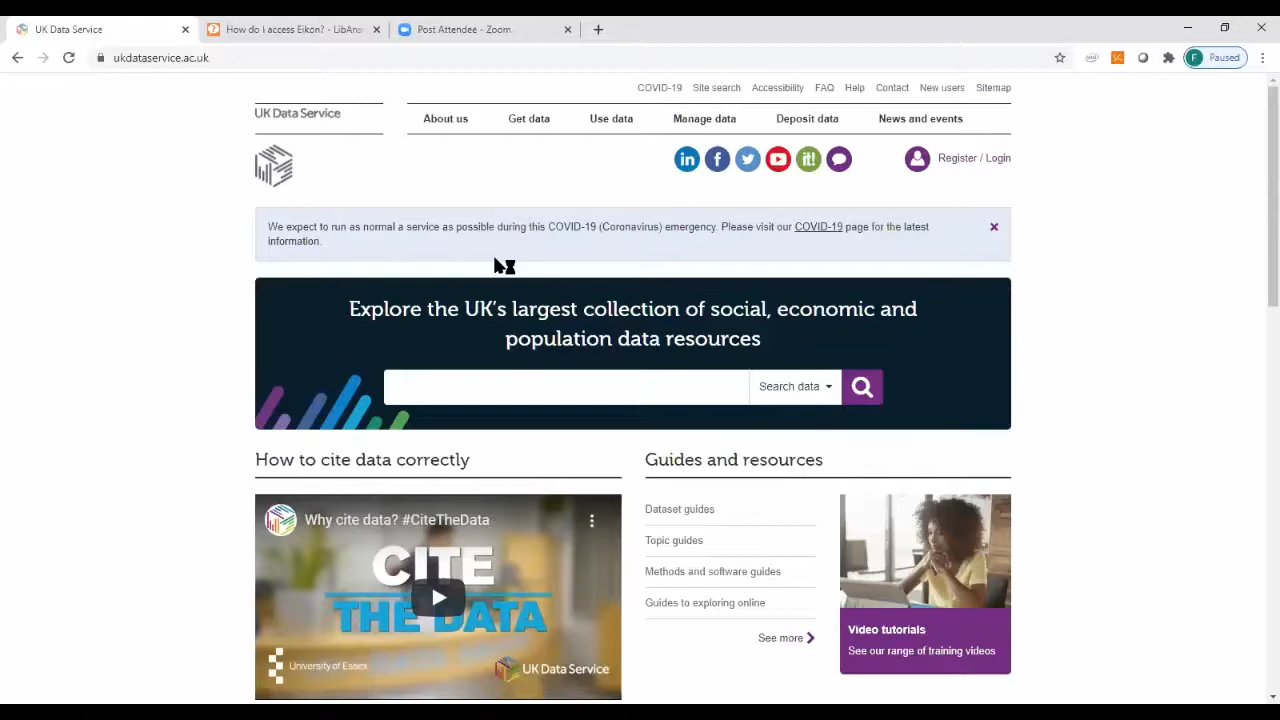 UK Data Service
How do I access Eikon? - LibAns
Post Attendee - Zoom
ukdataservice.ac.uk
F Paused
COVID-19 Site search Accessibility FAQ Help Contact New users Sitemap
UK Data Service
About us Get data Use data Manage data Deposit data News and events
in f it!
Register / Login
We expect to run as normal a service as possible during this COVID-19 (Coronavirus) emergency. Please visit our COVID-19 page for the latest
information.
Explore the UK's largest collection of social, economic and
population data resources
Search data
How to cite data correctly
Why cite data? #CiteTheData
CITE
THE DATA
University of Essex
UK Data Service
Guides and resources
Dataset guides
Topic guides
Methods and software guides
Guides to exploring online
See more
Video tutorials
See our range of training videos